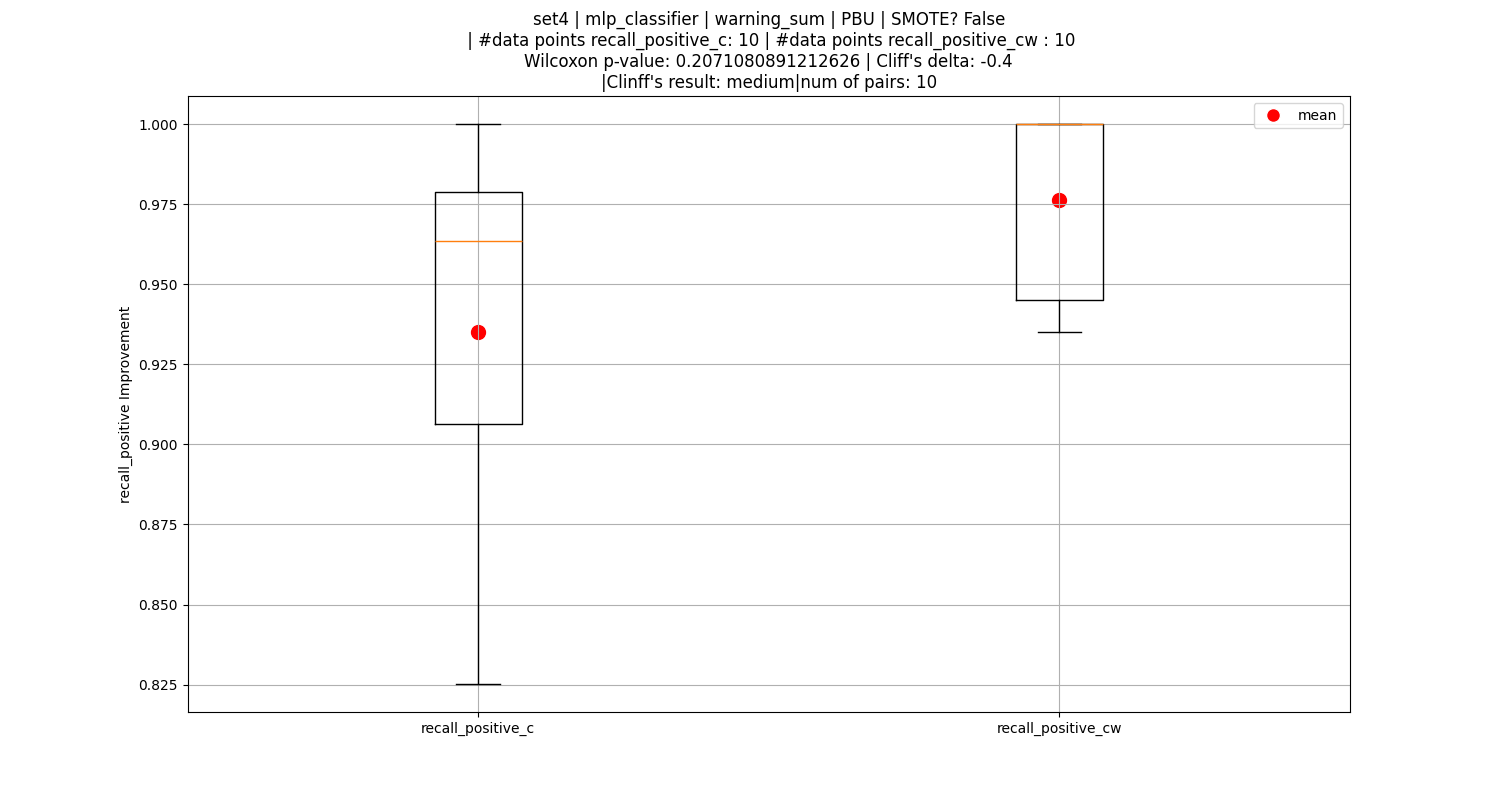 set4 | mlp_classifier | warning_sum | PBU | SMOTE? False
| #data points recall_positive_c: 10 | #data points recall_positive_cw : 10
Wilcoxon p-value: 0.2071080891212626 | Cliff's delta: -0.4
|Clinff's result: medium|num of pairs: 10
mean
1.000
0.975
0.950
0.925
0.900
0.875
0.850
0.825
recall_positive Improvement
recall_positive_c
recall_positive_cw